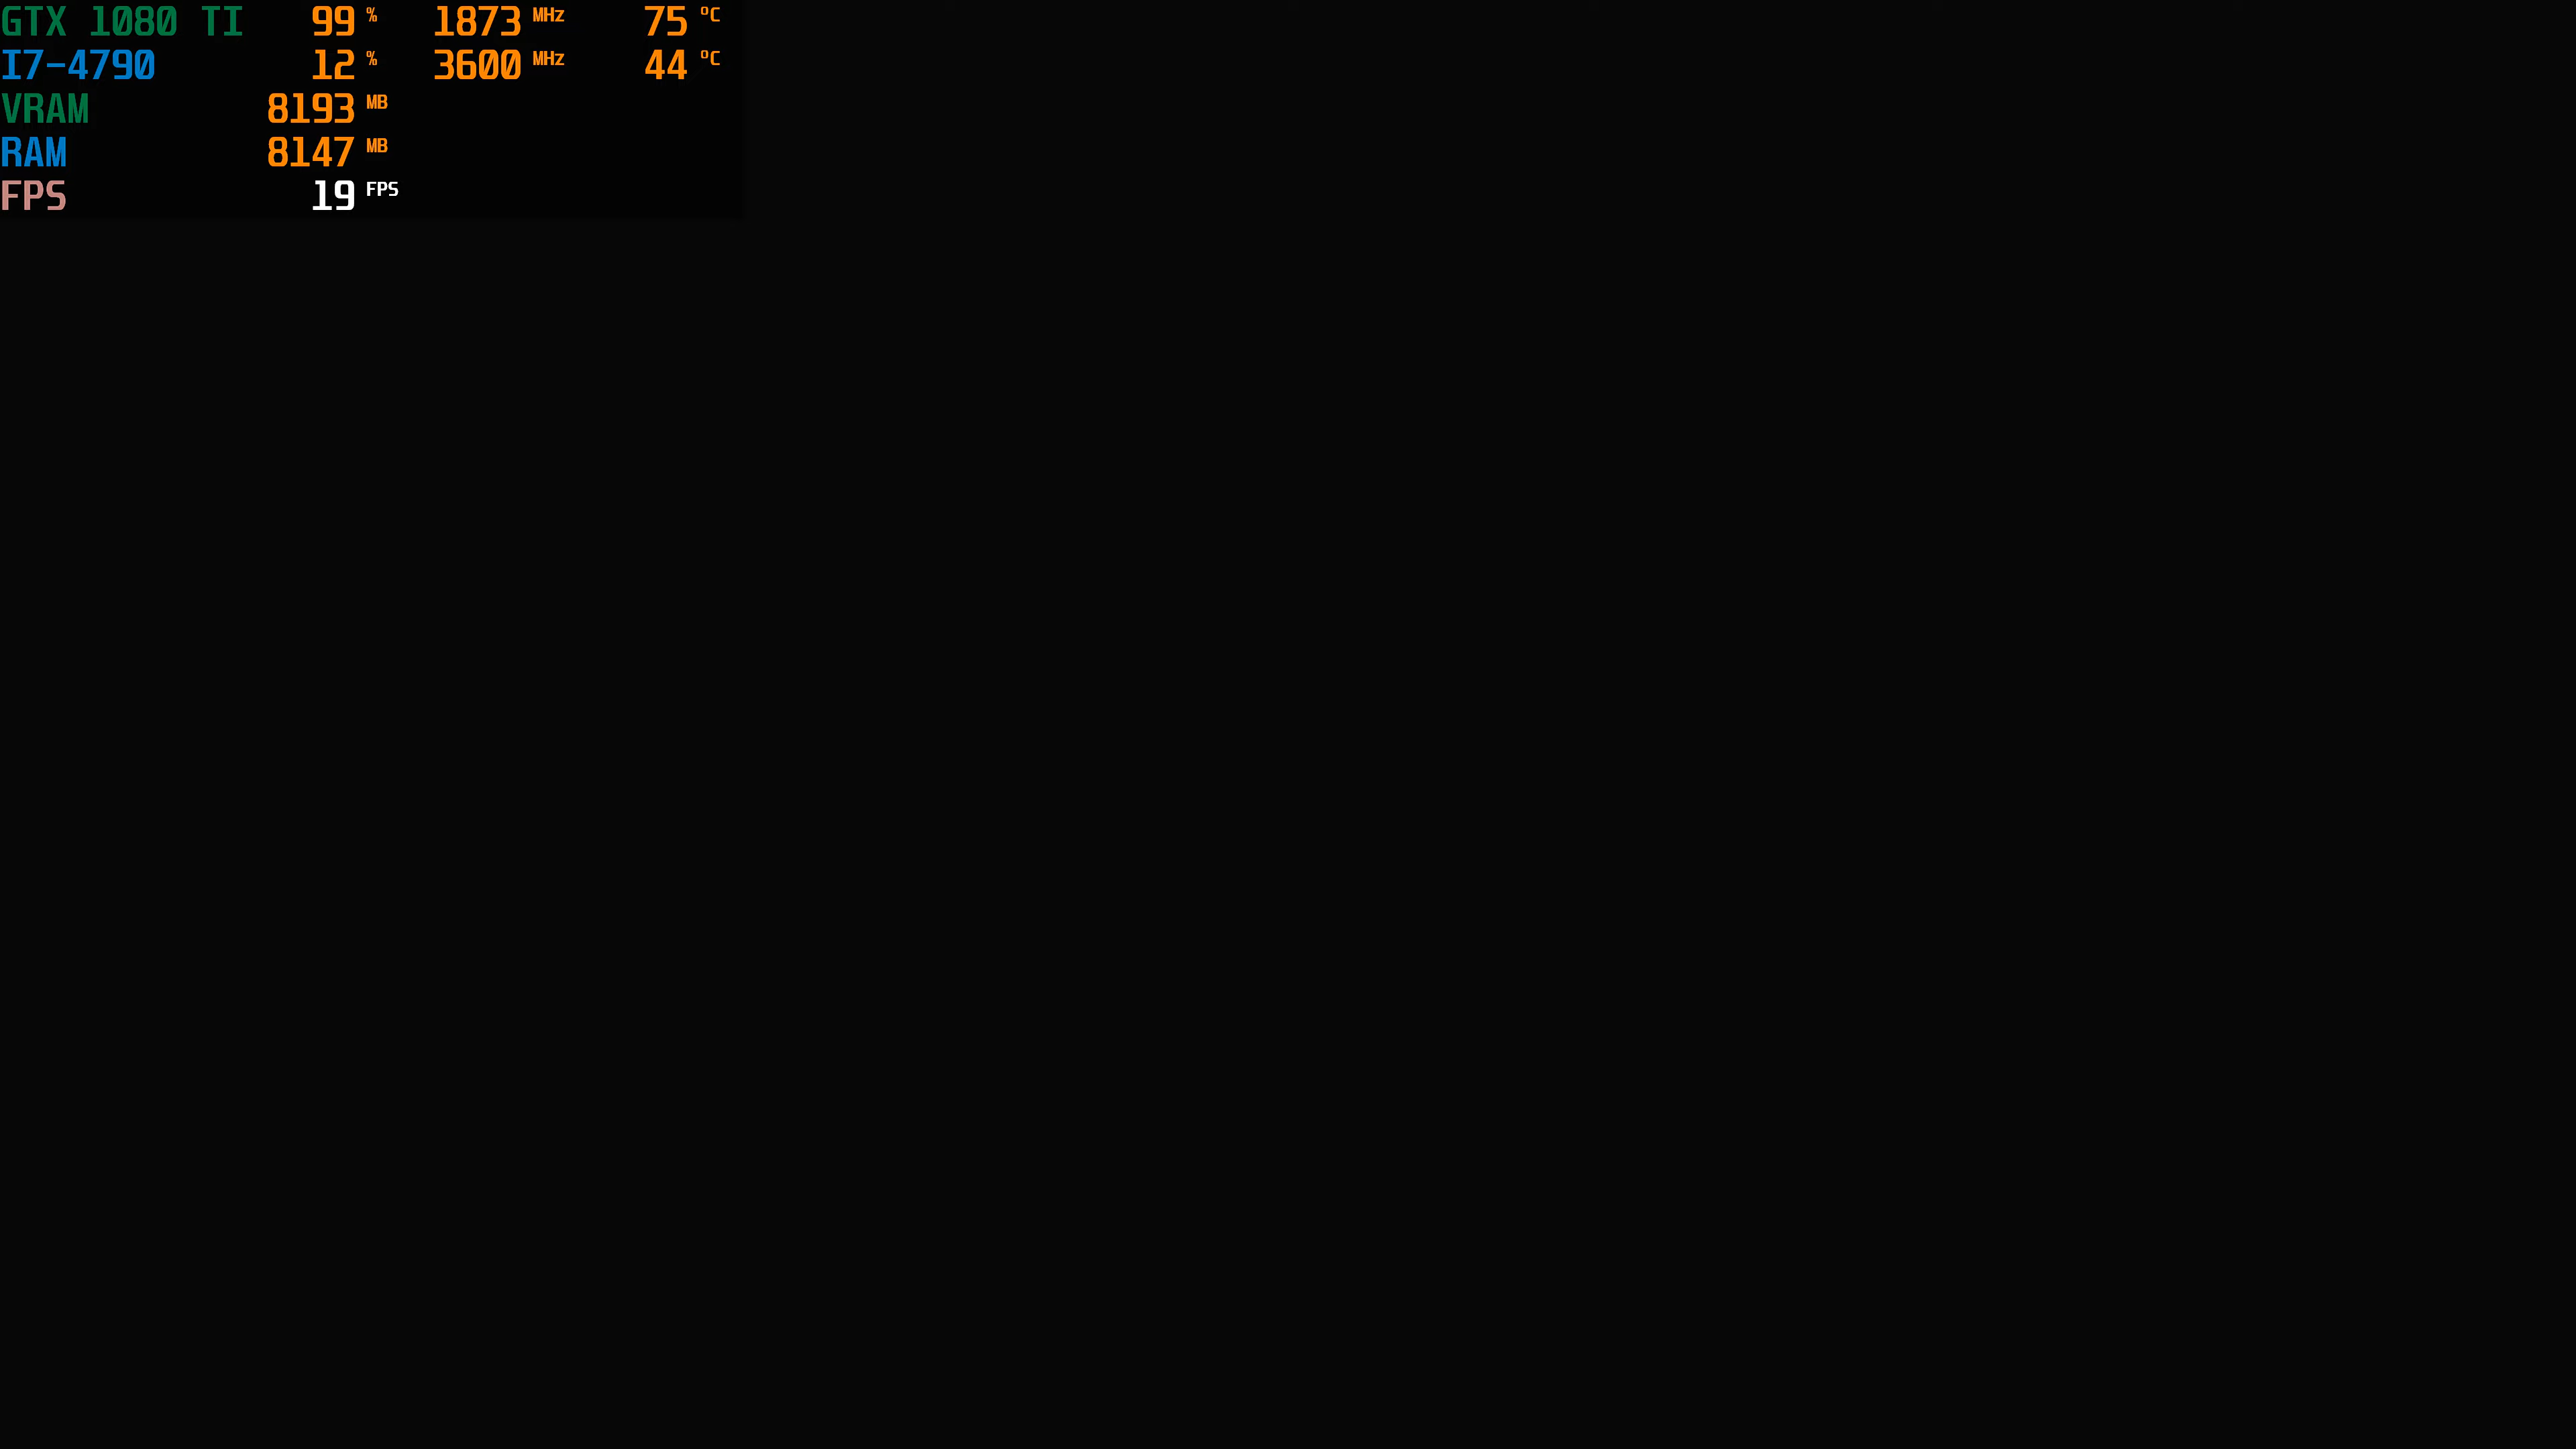 GTX 1080 TI 99 % 1873 MHz 75 °C
I7-4790 12 % 3600 MHz 44 °C
VRAM 8193 MB
RAM 8147 MB
FPS 19 FPS